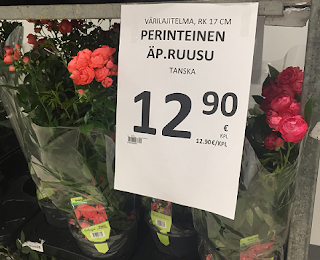 VÄRILAJITELMA, RK 17 CM
PERINTEINEN
ÄP.RUUSU
TANSKA
12 90
€
KPL
12.90€/KPL